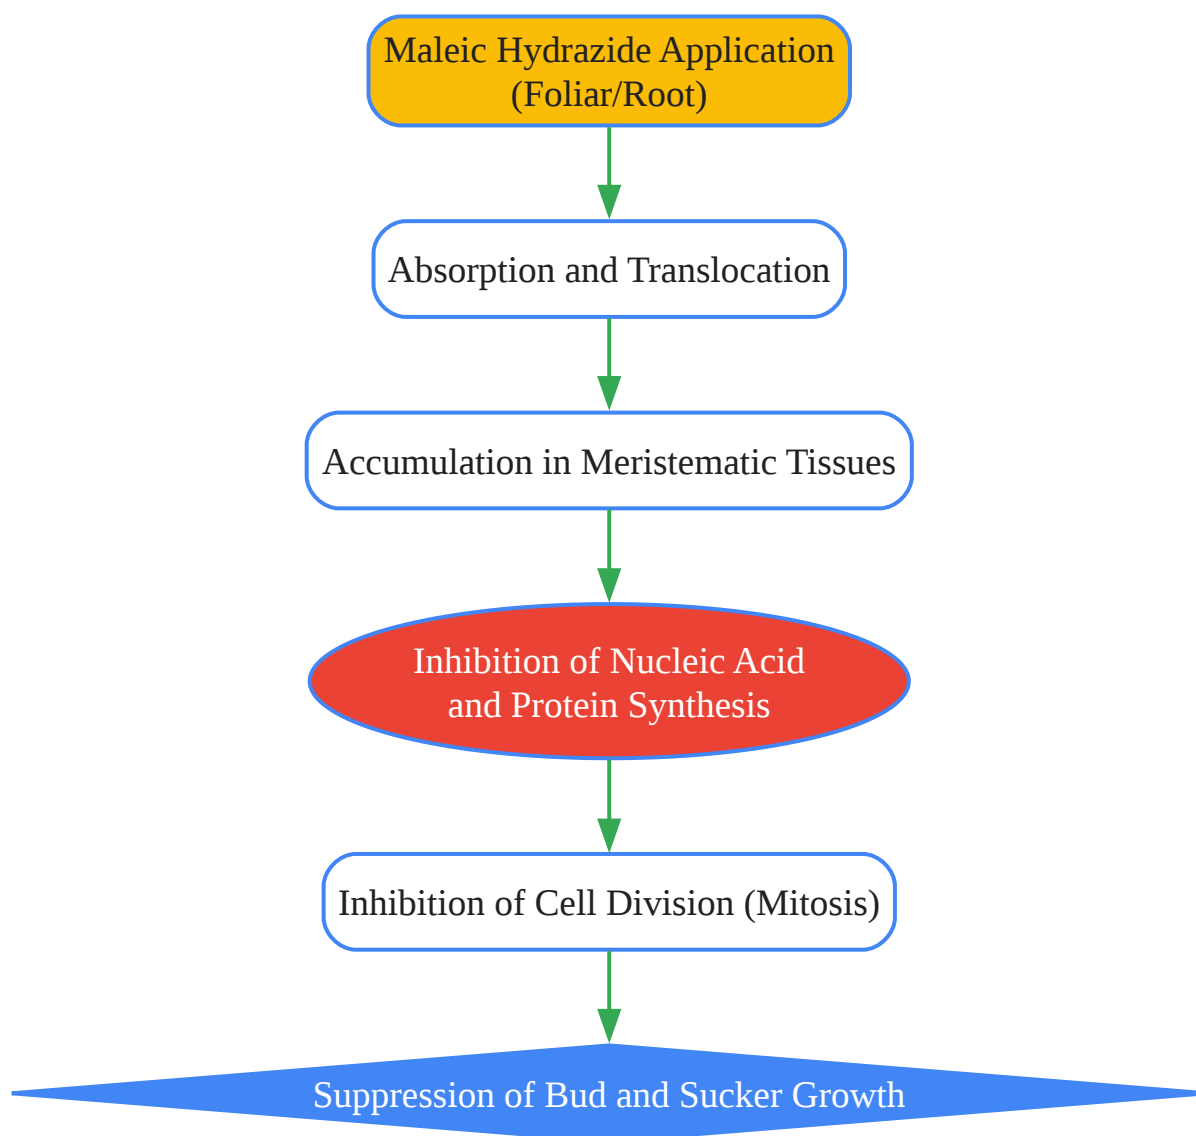 Maleic Hydrazide Application
(Foliar/Root)
Absorption and Translocation
Accumulation in Meristematic Tissues
Inhibition of Nucleic Acid
and Protein Synthesis
Inhibition of Cell Division (Mitosis)
Suppression of Bud and Sucker Growth